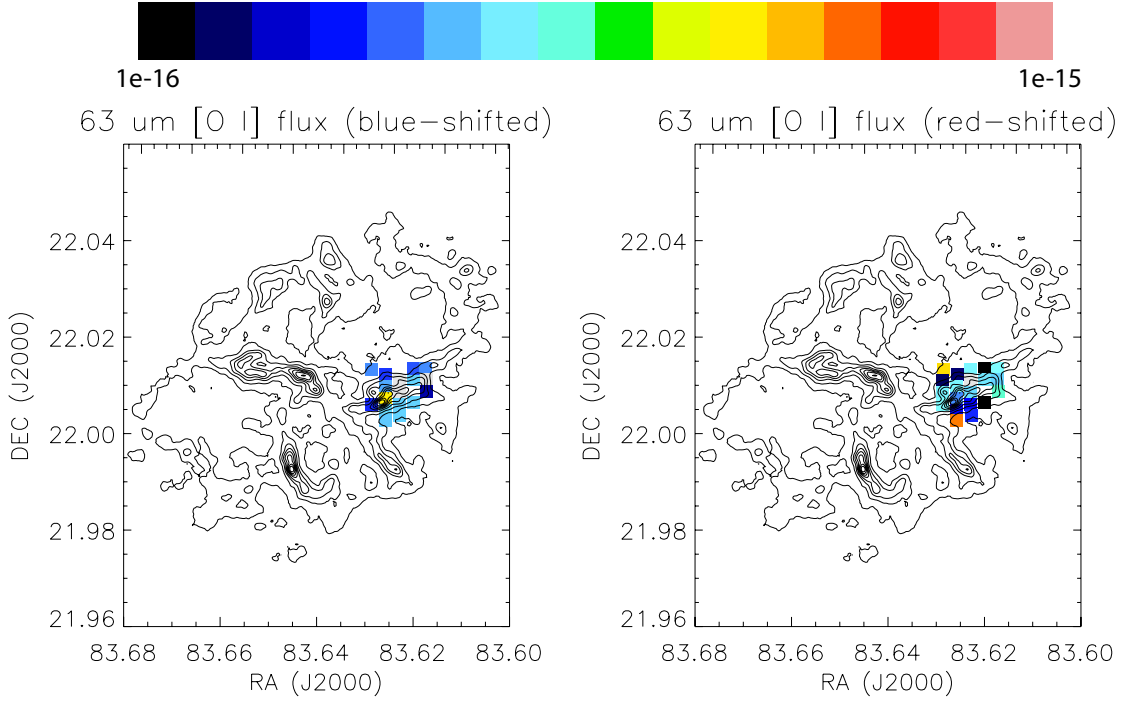 1e-16 1e-15
63 um [O I] flux (blue-shifted) 63 um [O I] flux (red-shifted)
22.04 22.04
22.02 22.02
22.00 22.00
21.98 21.98
21.96 21.96
DEC (J2000) DEC (J2000)
83.68 83.66 83.64 83.62 83.60 83.68 83.66 83.64 83.62 83.60
RA (J2000) RA (J2000)